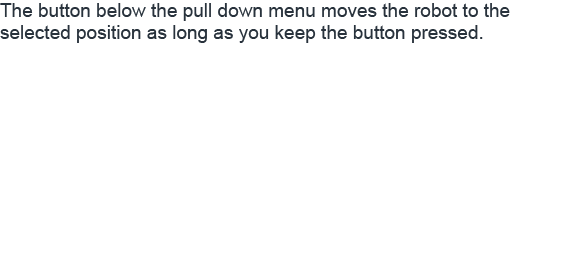 The button below the pull down menu moves the robot to the
selected position as long as you keep the button pressed.